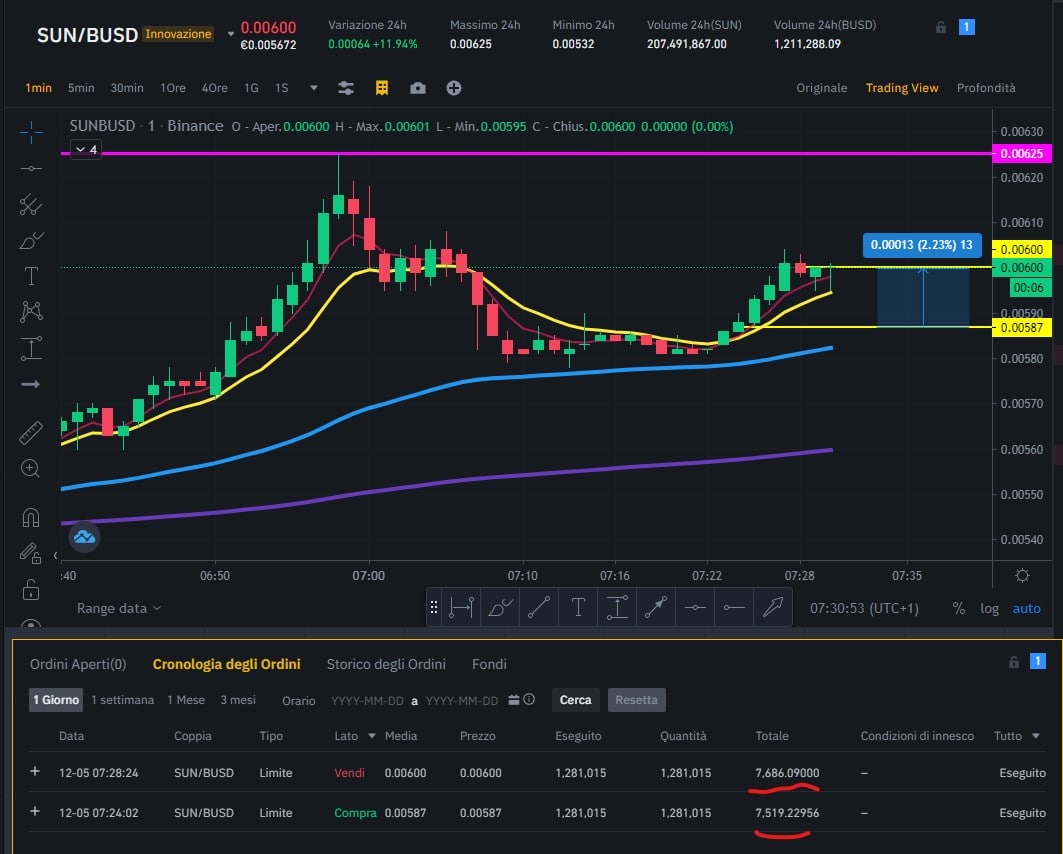 SUN/BUSD Innovazione 0.00600 €0.005672
Variazione 24h 0.00064 +11.94%
Massimo 24h 0.00625
Minimo 24h 0.00532
Volume 24h(SUN) 207,491,867.00
Volume 24h(BUSD) 1,211,288.09
1
1min 5min 30min 1Ore 4Ore 1G 1S
Originale Trading View Profondità
SUNBUSD · 1 · Binance O - Aper.0.00600 H - Max.0.00601 L - Min.0.00595 C - Chius.0.00600 0.00000 (0.00%)
4
0.00630
0.00625
0.00620
0.00610
0.00013 (2.23%) 13
0.00600
0.00600
00:06
0.00590
0.00587
0.00580
0.00570
0.00560
0.00550
0.00540
:40 06:50 07:00 07:10 07:16 07:22 07:28 07:35
Range data
T
07:30:53 (UTC+1) % log auto
Ordini Aperti(0) Cronologia degli Ordini Storico degli Ordini Fondi
1
1 Giorno 1 settimana 1 Mese 3 mesi Orario YYYY-MM-DD a YYYY-MM-DD Cerca Resetta
Data Coppia Tipo Lato Media Prezzo Eseguito Quantità Totale Condizioni di innesco Tutto
+ 12-05 07:28:24 SUN/BUSD Limite Vendi 0.00600 0.00600 1,281,015 1,281,015 7,686.09000 – Eseguito
+ 12-05 07:24:02 SUN/BUSD Limite Compra 0.00587 0.00587 1,281,015 1,281,015 7,519.22956 – Eseguito